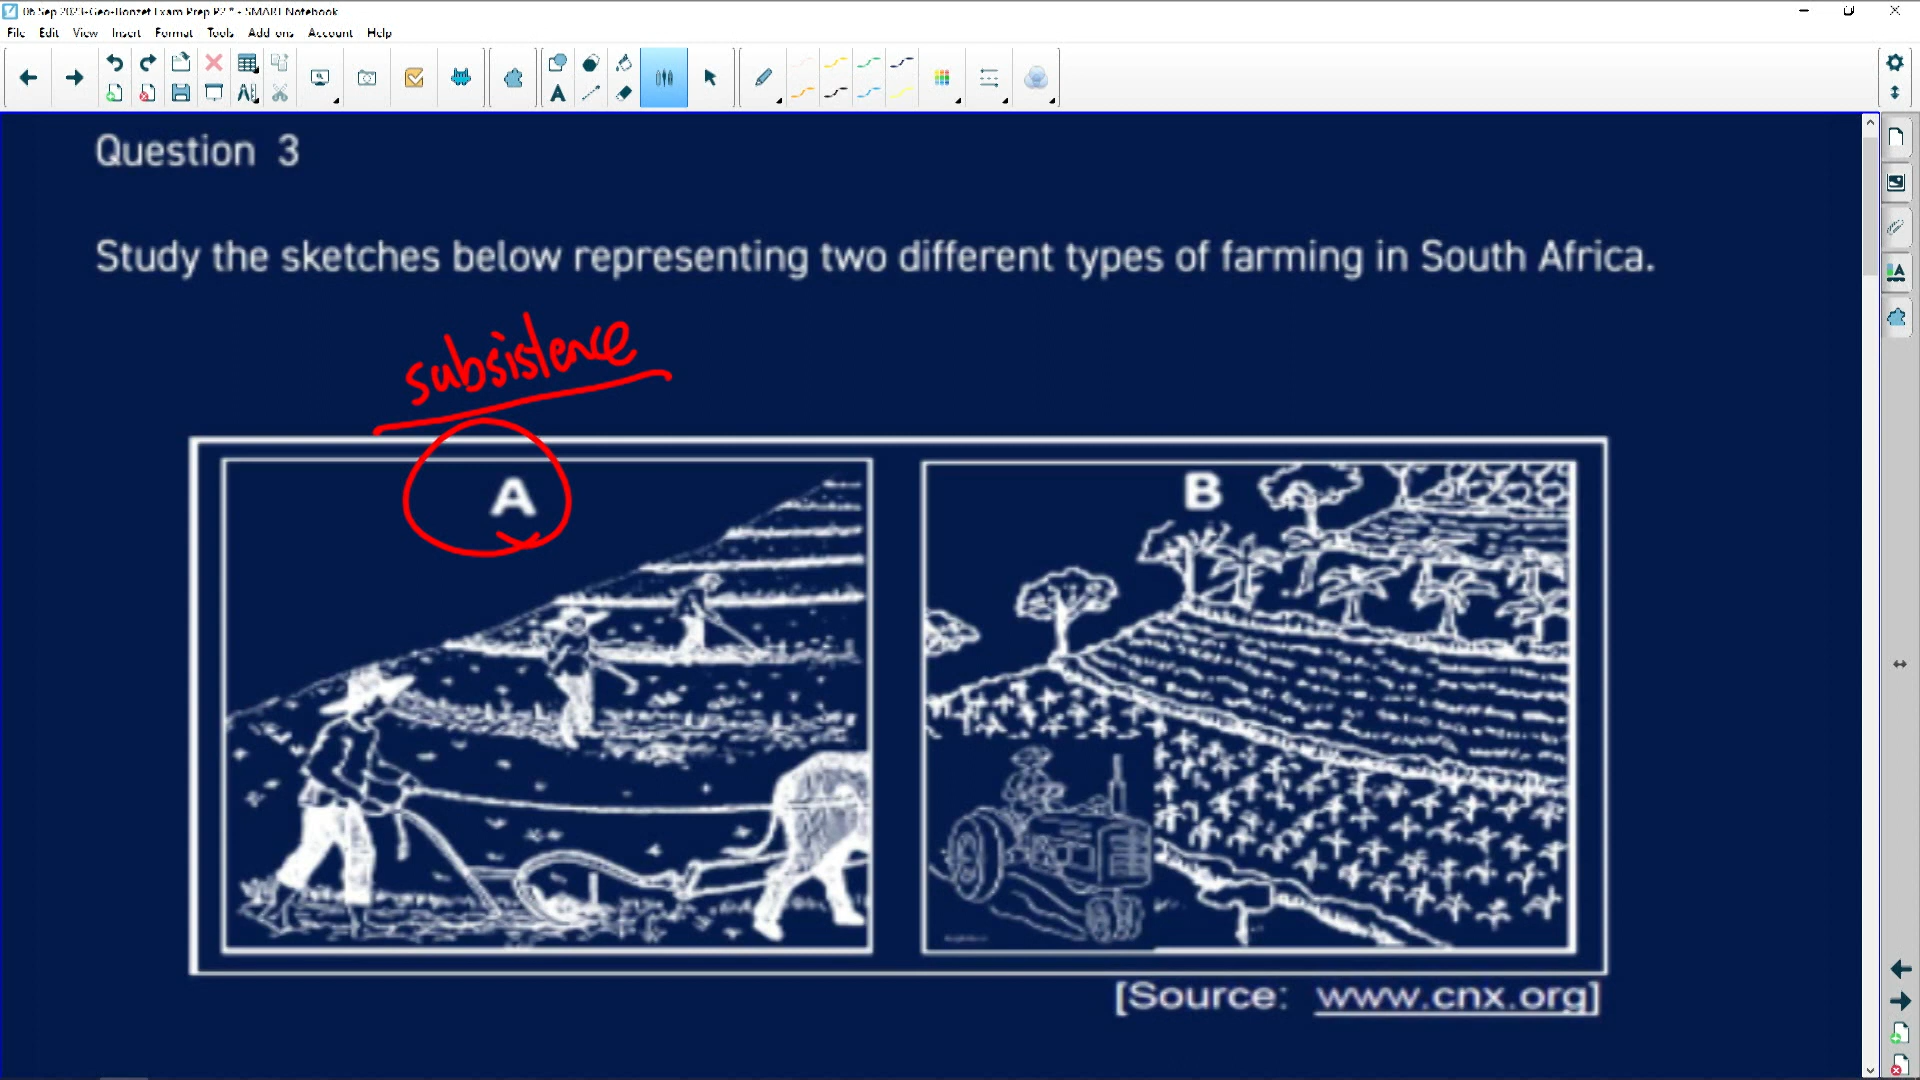 File Edit View Insert Format Tools Add-ons Account Help
Question 3
Study the sketches below representing two different types of farming in South Africa.
subsistence
A
B
[Source: www.cnx.org]